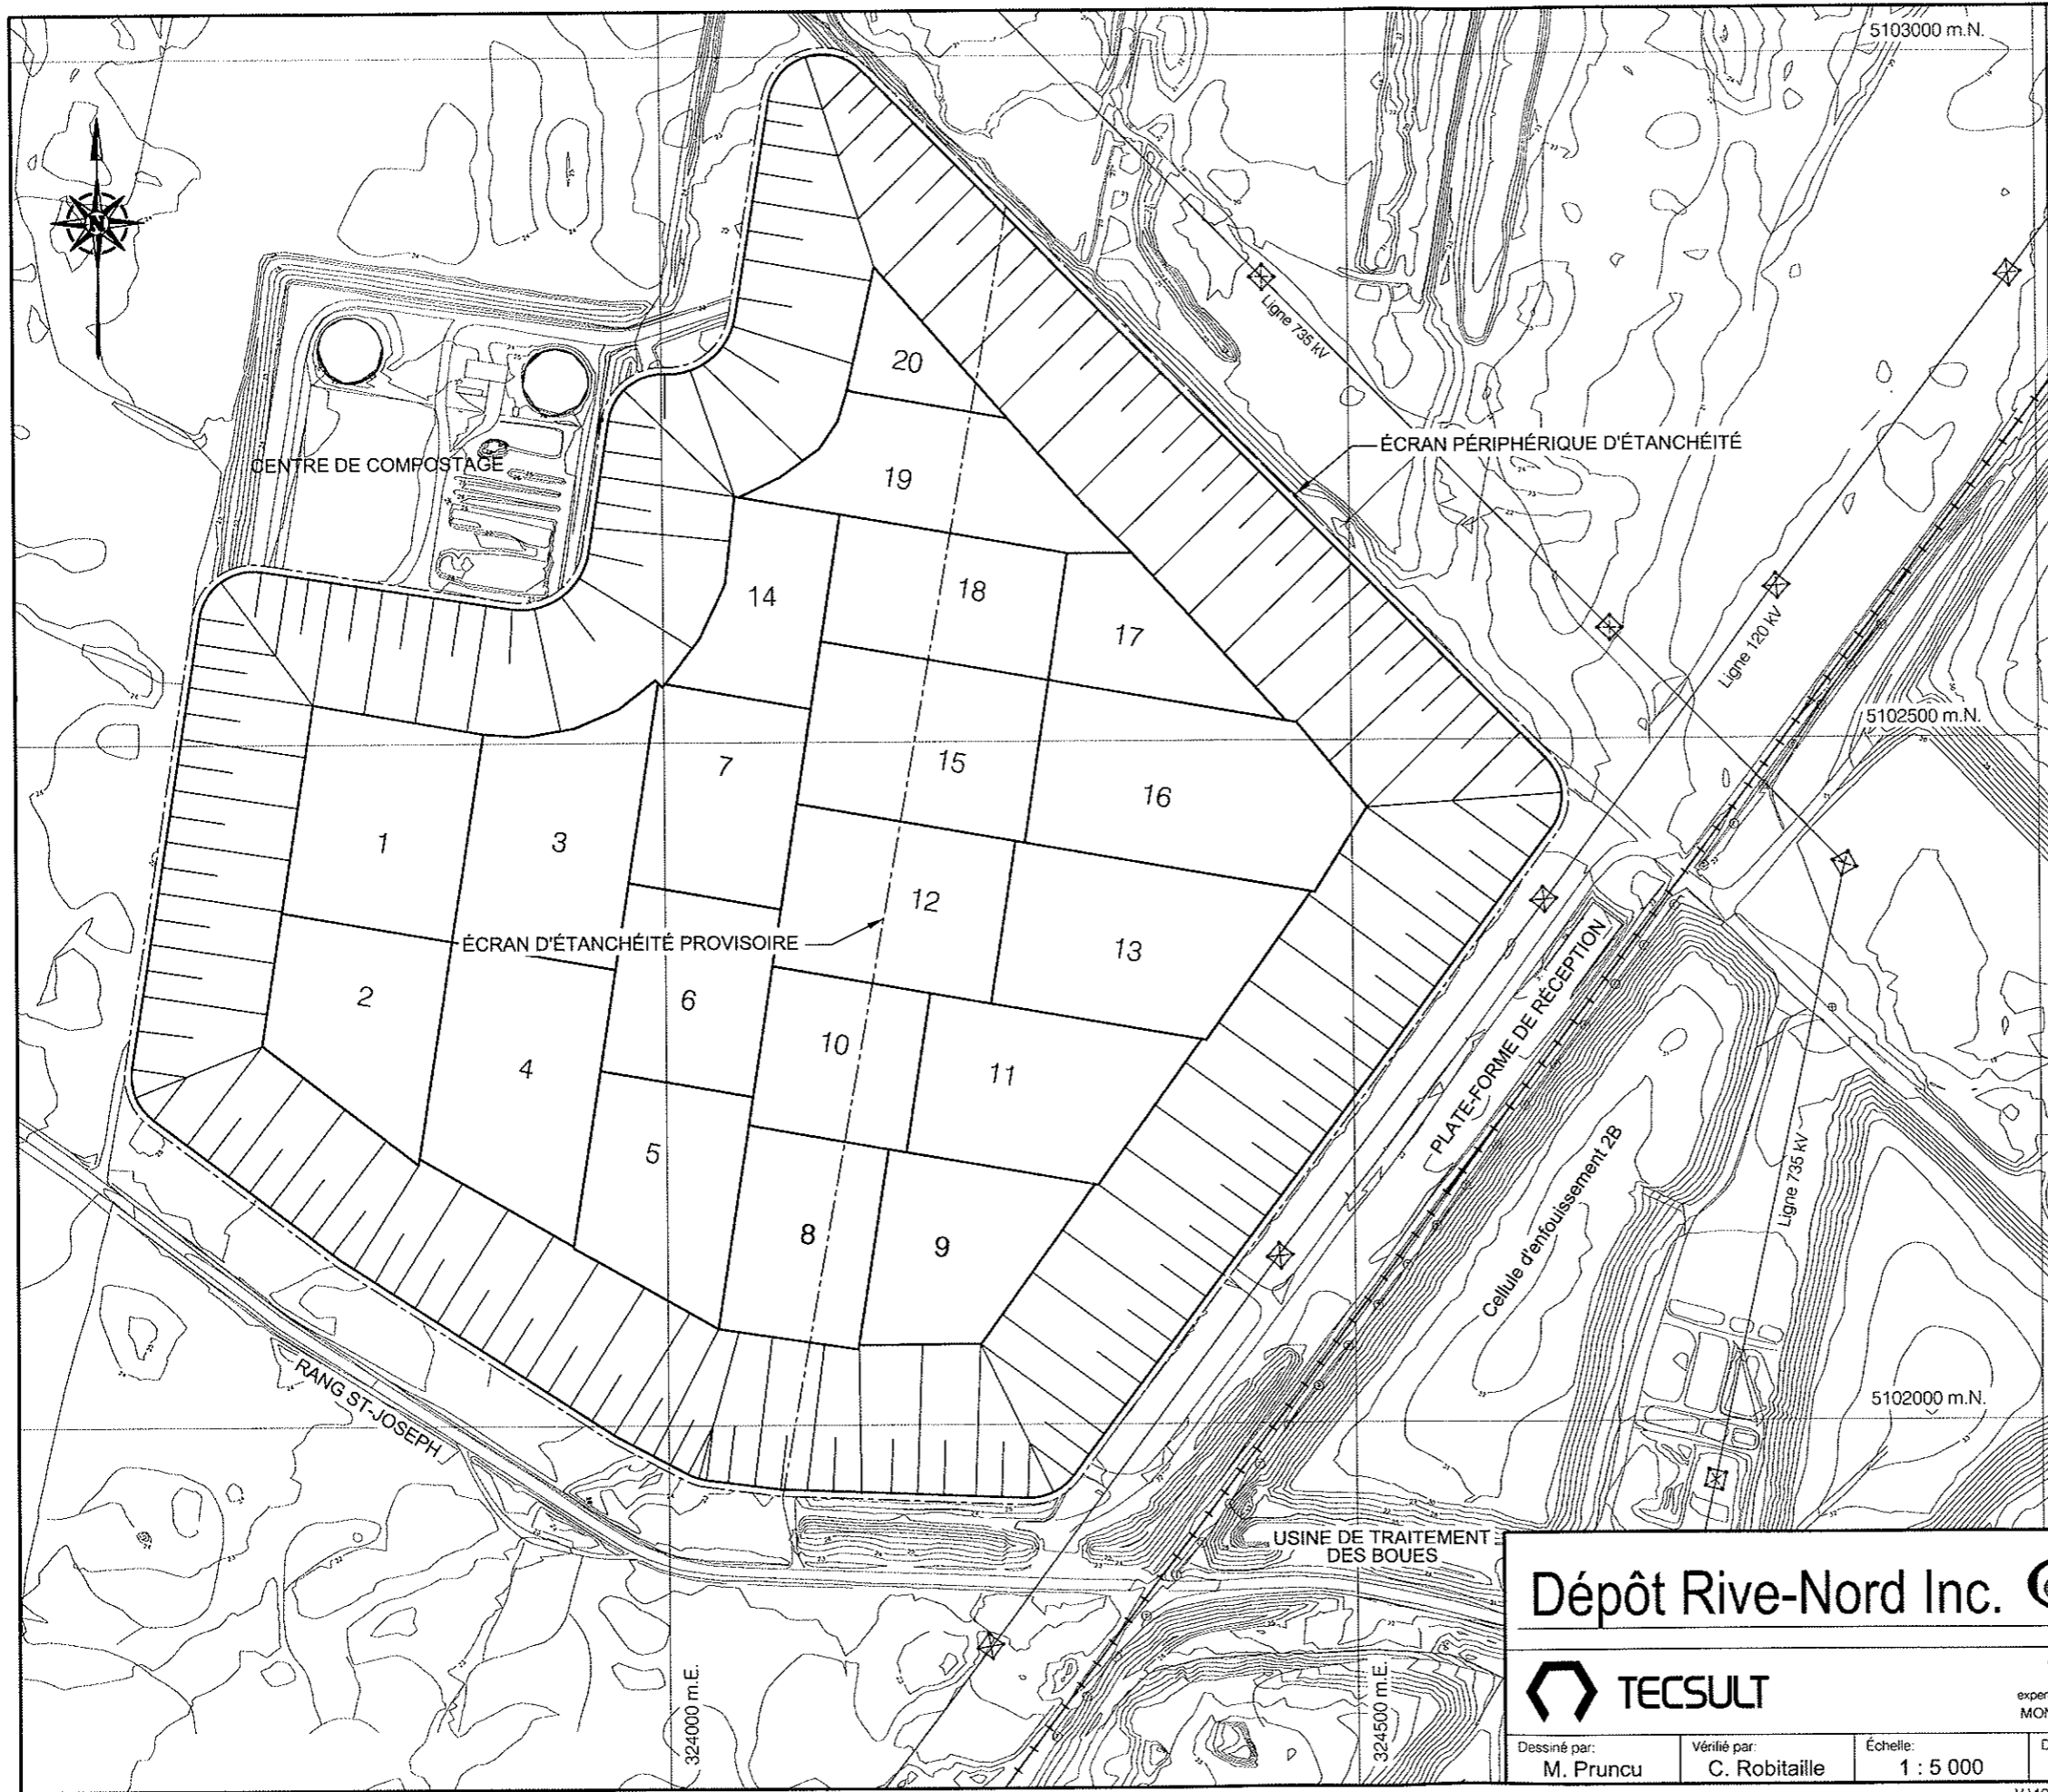 5103000 m.N.
N
Ligne 735 kV
20
ÉCRAN PÉRIPHÉRIQUE D'ÉTANCHÉITÉ
CENTRE DE COMPOSTAGE
19
14
18
17
Ligne 120 kV
5102500 m.N.
7
15
16
1
3
12
ÉCRAN D'ÉTANCHÉITÉ PROVISOIRE
13
2
6
10
4
11
PLATE-FORME DE RÉCEPTION
5
Cellule d'enfouissement 2B
Ligne 735 kV
8
9
RANG ST-JOSEPH
5102000 m.N.
USINE DE TRAITEMENT
DES BOUES
324000 m.E.
324500 m.E.
Dépôt Rive-Nord Inc.
TECSULT
Dessiné par:
M. Pruncu
Vérifié par:
C. Robitaille
Échelle:
1 : 5 000